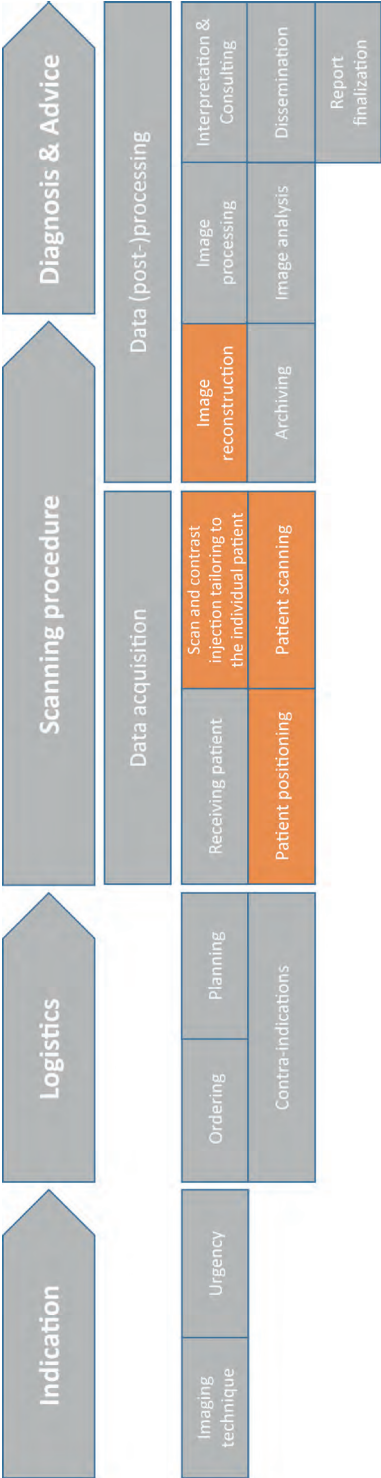 Indication
Logistics
Scanning procedure
Diagnosis & Advice
Data acquisition
Data (post-)processing
Imaging
technique
Urgency
Ordering
Planning
Receiving patient
Scan and contrast
injection tailoring to
the individual patient
Image
reconstruction
Image
processing
Interpretation &
Consulting
Contra-indications
Patient positioning
Patient scanning
Archiving
Image analysis
Dissemination
Report
finalization